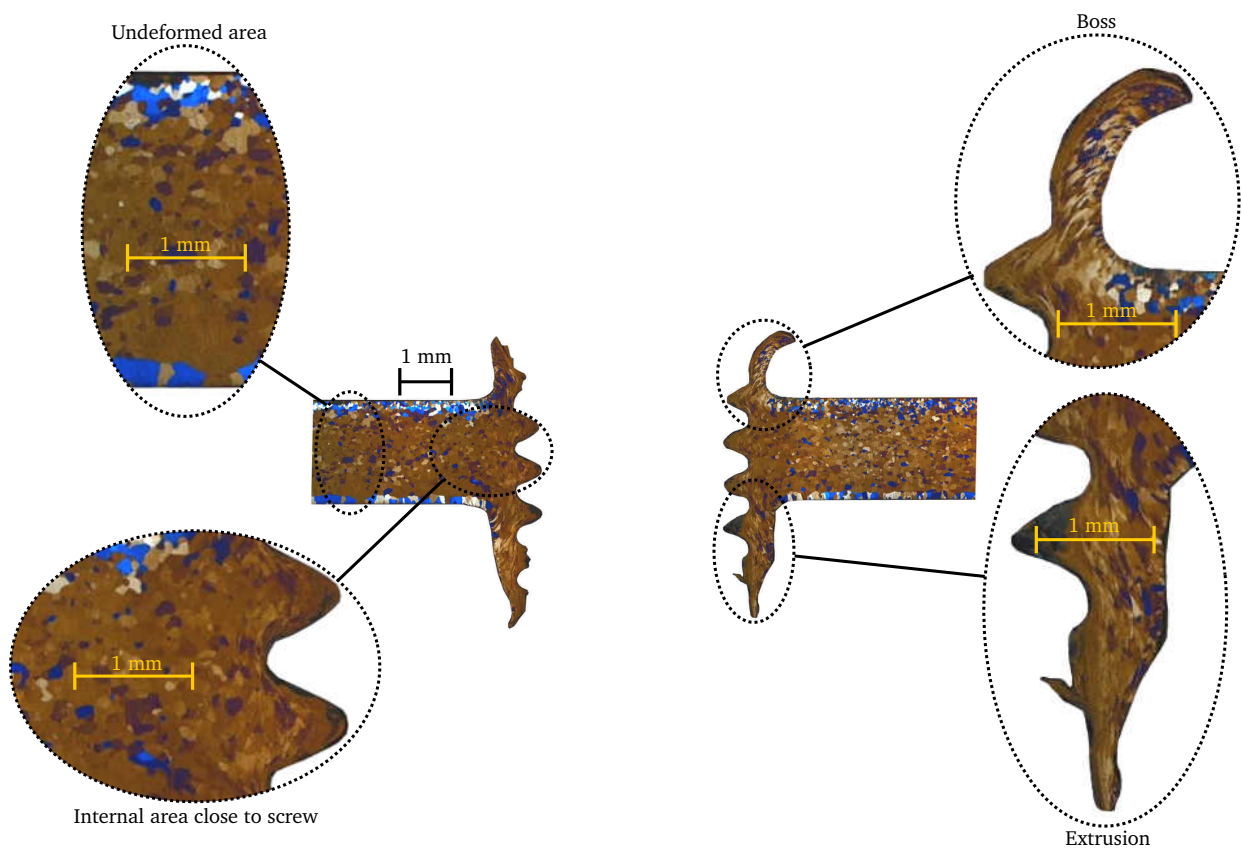 Undeformed area
Boss
1 mm
1 mm
1 mm
1 mm
1 mm
Internal area close to screw
Extrusion